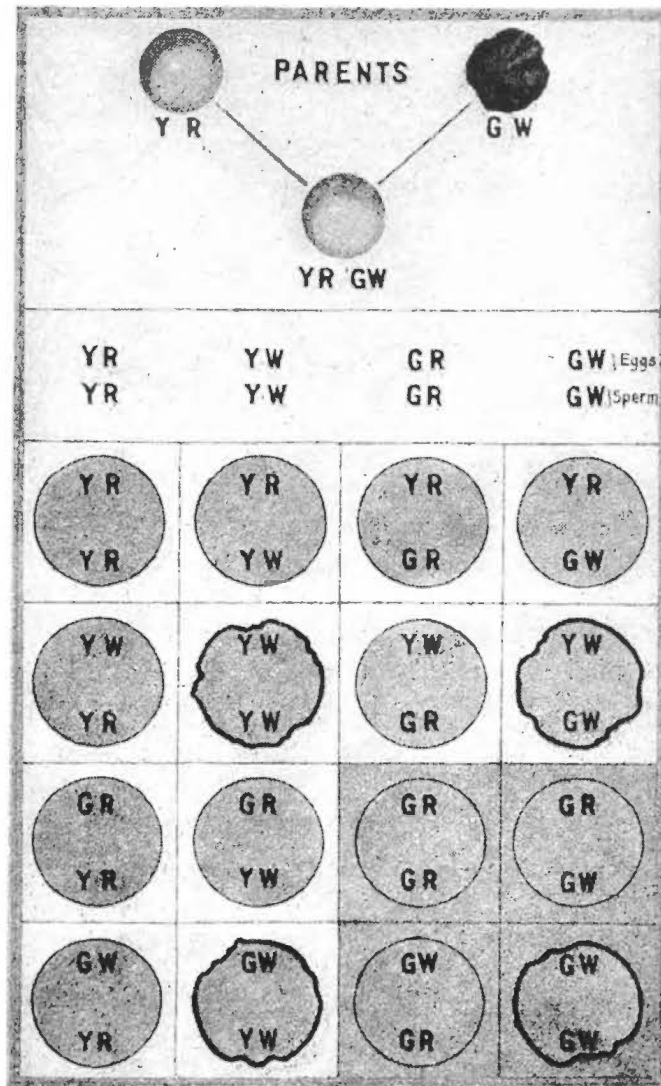 PARENTS
Y R G W
YR GW
YR YW GR GW } Eggs
YR YW GR GW } Sperm
YR YR YR YR
YR YW GR GW
YW YW YW YW
YR YW GR GW
GR GR GR GR
YR YW GR GW
GW GW GW GW
YR YW GR GW